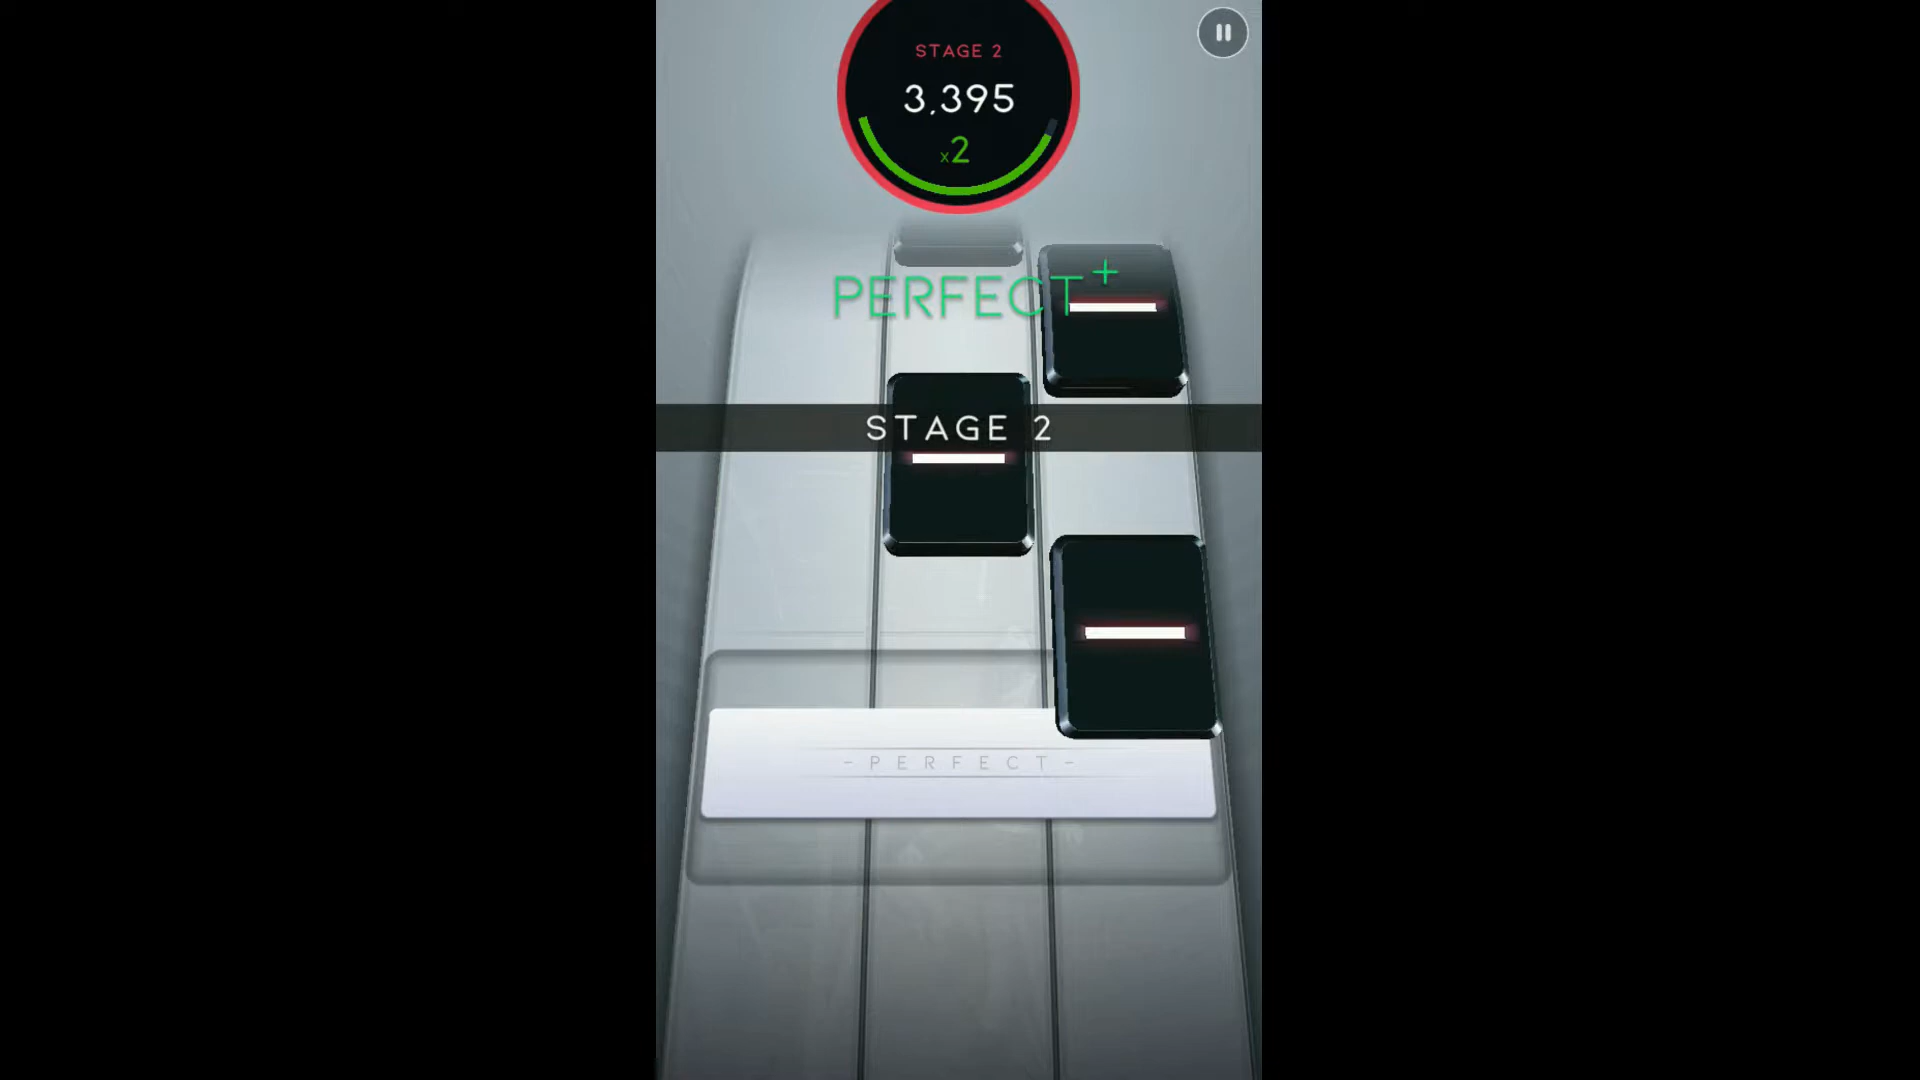 STAGE 2
3,395
x2
PERFECT+
STAGE 2
- PERFECT -